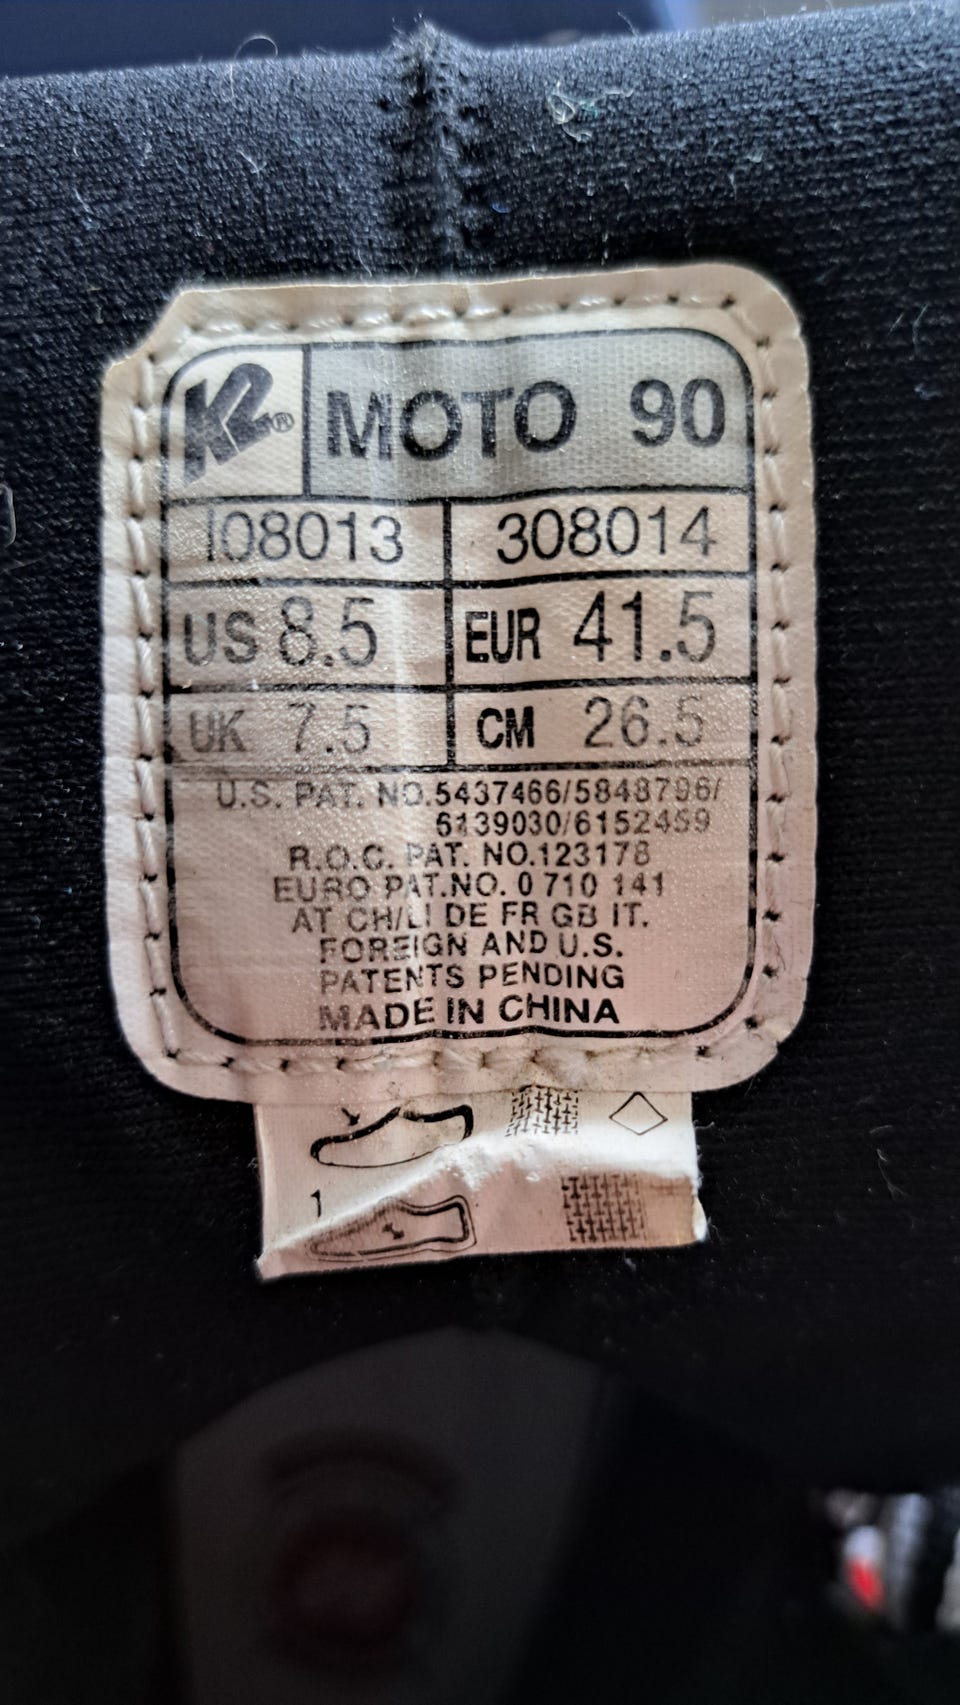 K2® MOTO 90
108013 308014
US 8.5 EUR 41.5
UK 7.5 CM 26.5
U.S. PAT. NO.5437466/5848796/
6139030/6152459
R.O.C. PAT. NO.123178
EURO PAT.NO. 0 710 141
AT CH/LI DE FR GB IT.
FOREIGN AND U.S.
PATENTS PENDING
MADE IN CHINA
1